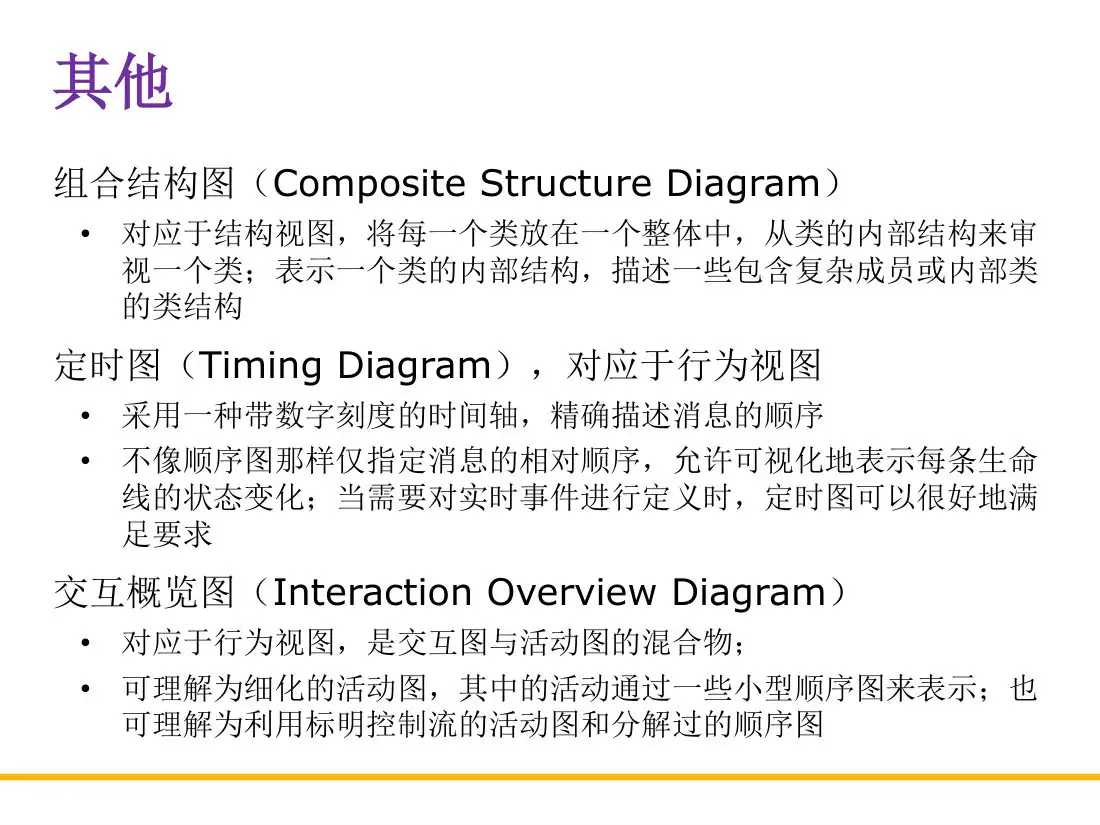 其他
组合结构图（Composite Structure Diagram）
• 对应于结构视图，将每一个类放在一个整体中，从类的内部结构来审
视一个类；表示一个类的内部结构，描述一些包含复杂成员或内部类
的类结构
定时图（Timing Diagram），对应于行为视图
• 采用一种带数字刻度的时间轴，精确描述消息的顺序
• 不像顺序图那样仅指定消息的相对顺序，允许可视化地表示每条生命
线的状态变化；当需要对实时事件进行定义时，定时图可以很好地满
足要求
交互概览图（Interaction Overview Diagram）
• 对应于行为视图，是交互图与活动图的混合物；
• 可理解为细化的活动图，其中的活动通过一些小型顺序图来表示；也
可理解为利用标明控制流的活动图和分解过的顺序图